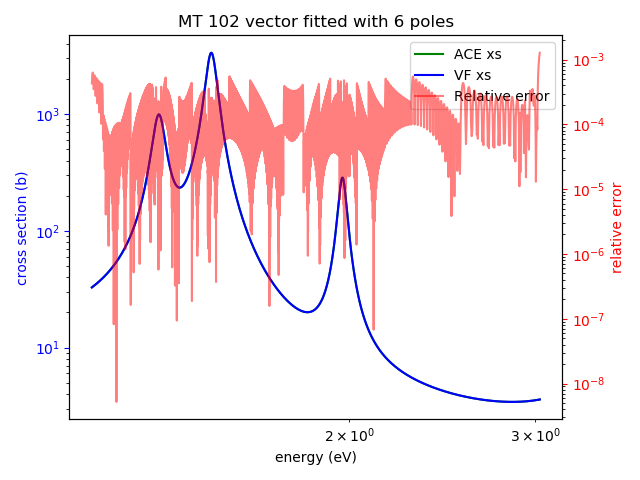 MT 102 vector fitted with 6 poles
ACE xs
VF xs
Relative error
10³
10²
10¹
10⁻³
10⁻⁴
10⁻⁵
10⁻⁶
10⁻⁷
10⁻⁸
cross section (b)
relative error
2 × 10⁰ 3 × 10⁰
energy (eV)